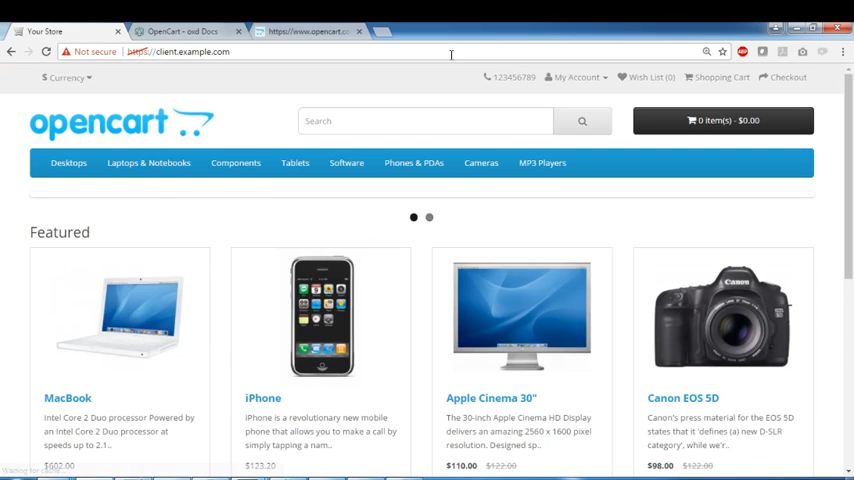 Your Store
OpenCart - oxd Docs
https://www.opencart.co
Not secure
https://client.example.com
ABP
$ Currency
123456789
My Account
Wish List (0)
Shopping Cart
Checkout
opencart
Search
0 item(s) - $0.00
Desktops
Laptops & Notebooks
Components
Tablets
Software
Phones & PDAs
Cameras
MP3 Players
Featured
Canon
MacBook
Intel Core 2 Duo processor Powered by
an Intel Core 2 Duo processor at
speeds up to 2.1..
$602.00
iPhone
iPhone is a revolutionary new mobile
phone that allows you to make a call by
simply tapping a nam..
$123.20
Apple Cinema 30"
The 30-inch Apple Cinema HD Display
delivers an amazing 2560 x 1600 pixel
resolution. Designed sp..
$110.00 $122.00
Canon EOS 5D
Canon's press material for the EOS 5D
states that it 'defines (a) new D-SLR
category', while we'r..
$98.00 $122.00
Waiting for cache...